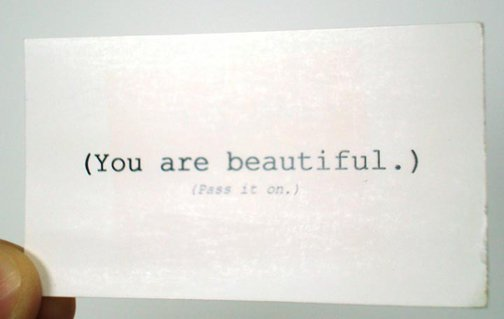 (You are beautiful.)
(Pass it on.)